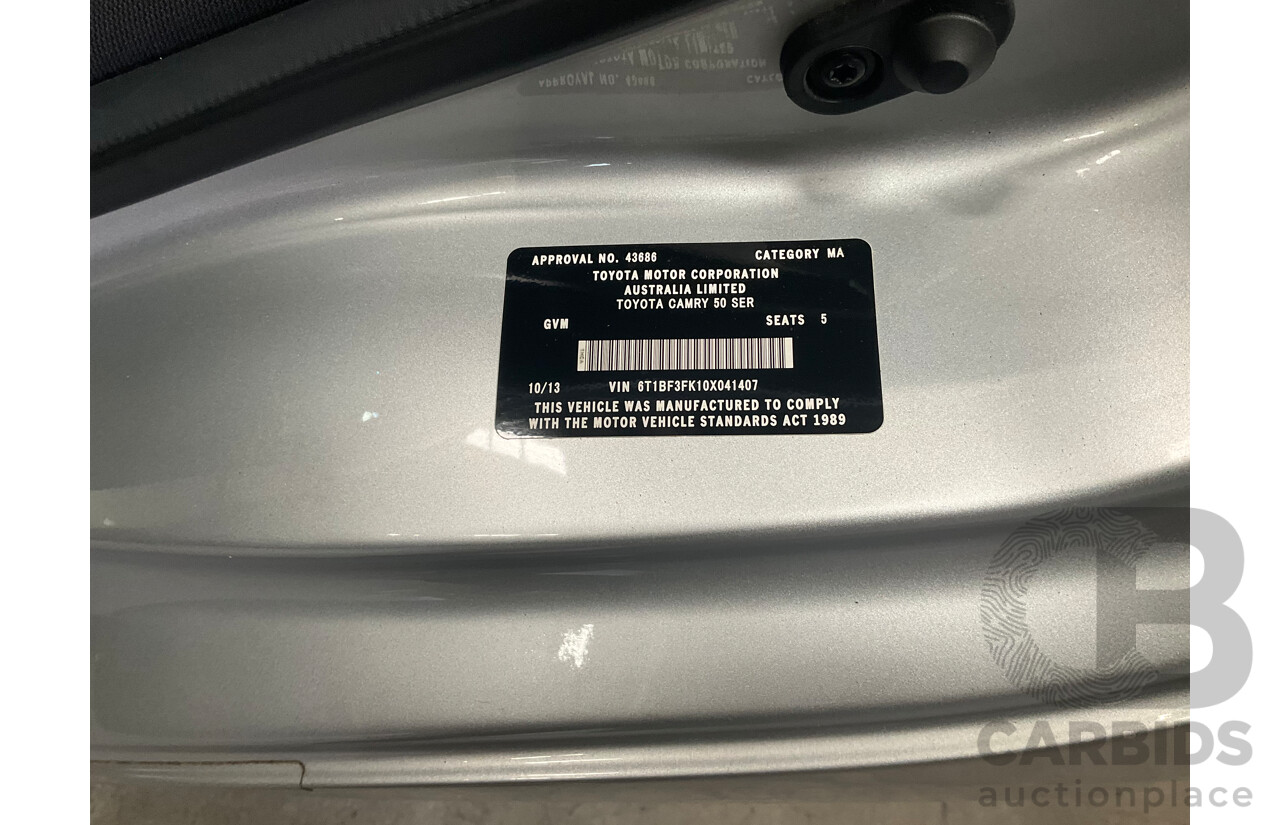 APPROVAL NO. 43686 CATEGORY MA
TOYOTA MOTOR CORPORATION
AUSTRALIA LIMITED
TOYOTA CAMRY 50 SER
GVM SEATS 5
10/13 VIN 6T1BF3FK10X041407
THIS VEHICLE WAS MANUFACTURED TO COMPLY
WITH THE MOTOR VEHICLE STANDARDS ACT 1989
CB
CARBIDS
auctionplace